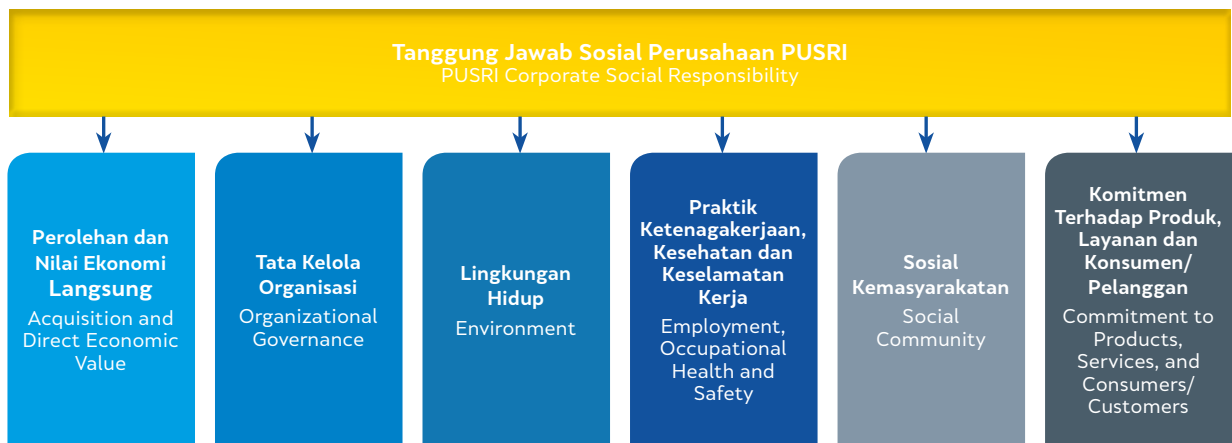 Tanggung Jawab Sosial Perusahaan PUSRI
PUSRI Corporate Social Responsibility
Perolehan dan
Nilai Ekonomi
Langsung
Acquisition and
Direct Economic
Value
Tata Kelola
Organisasi
Organizational
Governance
Lingkungan
Hidup
Environment
Praktik
Ketenagakerjaan,
Kesehatan dan
Keselamatan
Kerja
Employment,
Occupational
Health and
Safety
Sosial
Kemasyarakatan
Social
Community
Komitmen
Terhadap Produk,
Layanan dan
Konsumen/
Pelanggan
Commitment to
Products,
Services, and
Consumers/
Customers